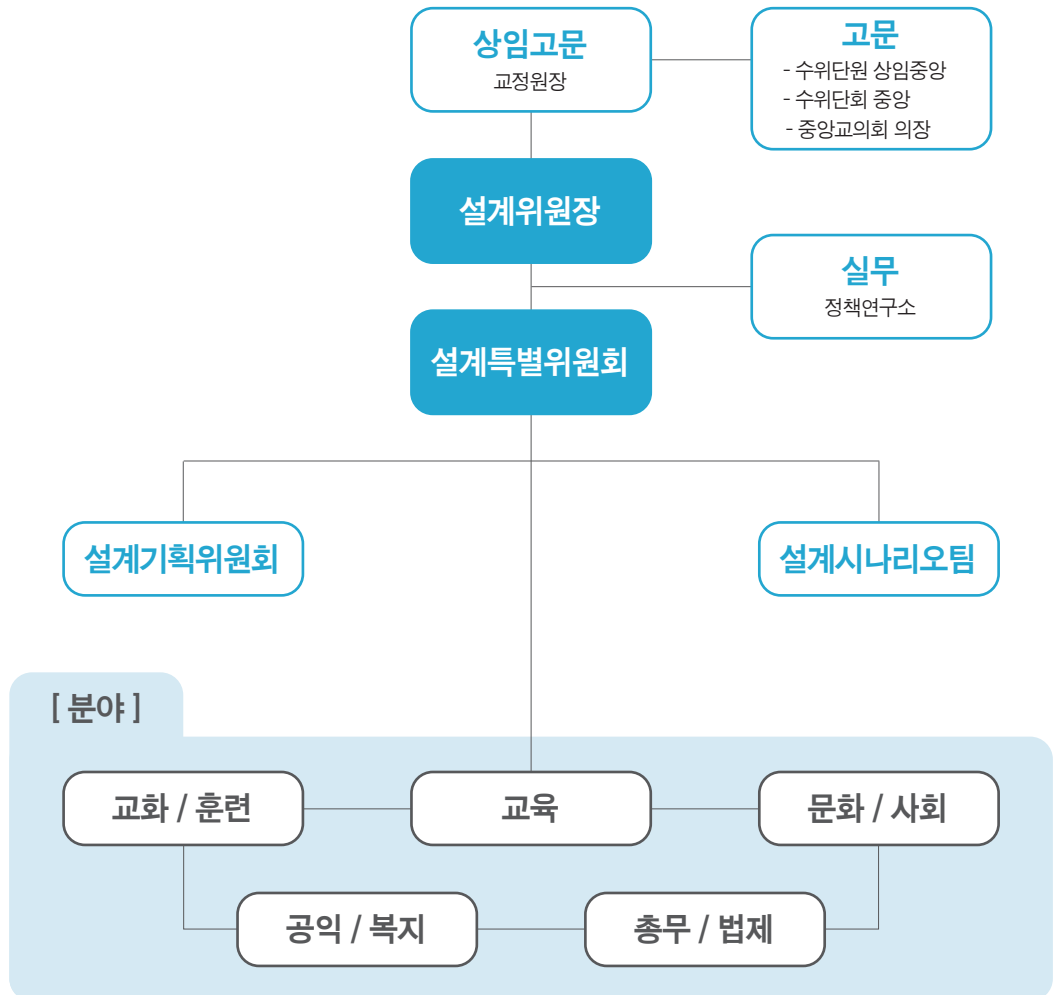 상임고문
교정원장
고문
- 수위단원 상임중앙
- 수위단회 중앙
- 중앙교의회 의장
설계위원장
실무
정책연구소
설계특별위원회
설계기획위원회
설계시나리오팀
[ 분야 ]
교화 / 훈련
교육
문화 / 사회
공익 / 복지
총무 / 법제